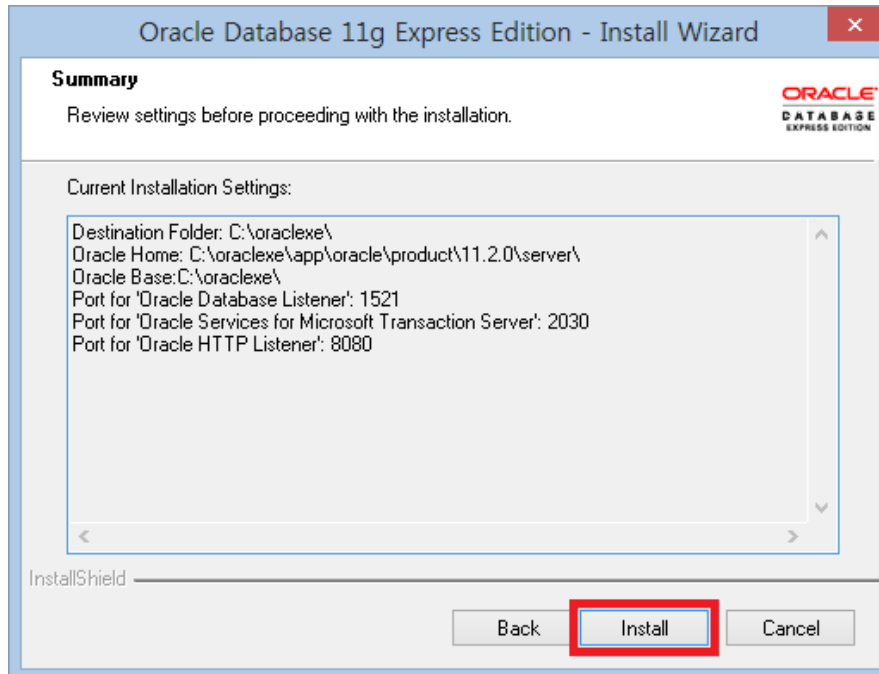 Oracle Database 11g Express Edition - Install Wizard
Summary
Review settings before proceeding with the installation.
ORACLE
DATABASE
EXPRESS EDITION
Current Installation Settings:
Destination Folder: C:\oraclexe\
Oracle Home: C:\oraclexe\app\oracle\product\11.2.0\server\
Oracle Base:C:\oraclexe\
Port for 'Oracle Database Listener': 1521
Port for 'Oracle Services for Microsoft Transaction Server': 2030
Port for 'Oracle HTTP Listener': 8080
InstallShield
Back Install Cancel